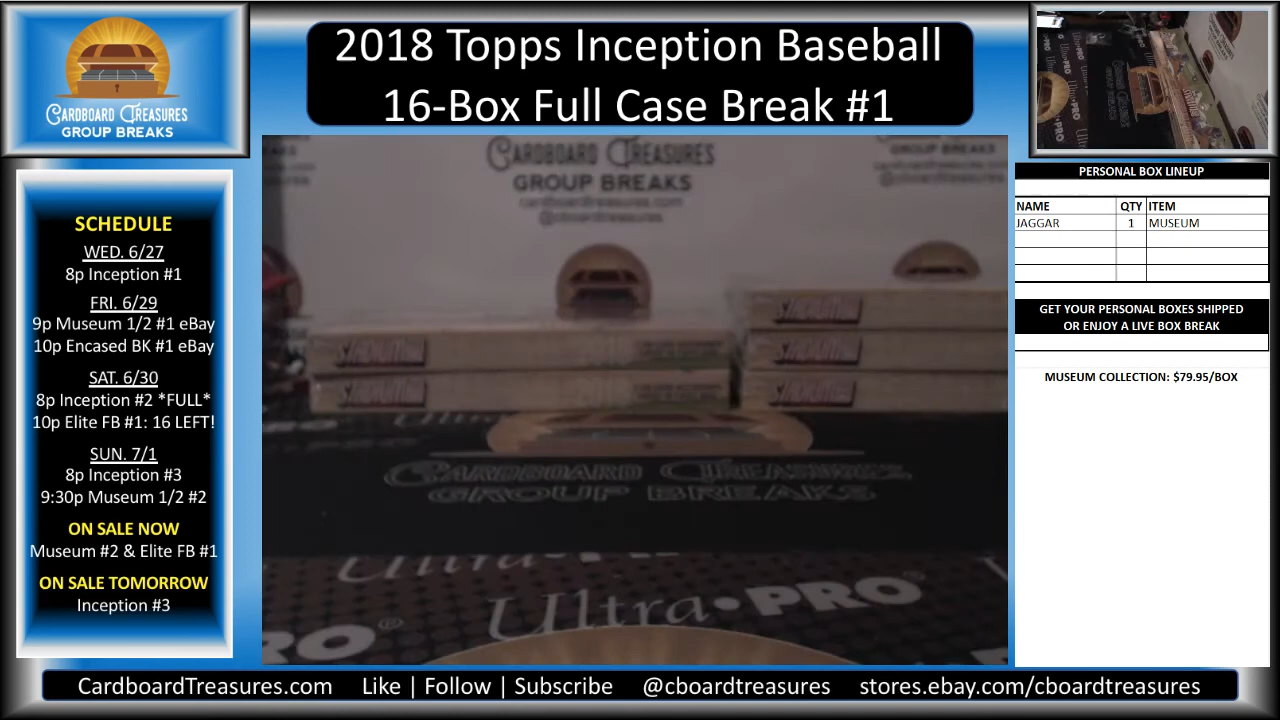 CARDBOARD TREASURES
GROUP BREAKS
2018 Topps Inception Baseball
16-Box Full Case Break #1
SCHEDULE
WED. 6/27
8p Inception #1
FRI. 6/29
9p Museum 1/2 #1 eBay
10p Encased BK #1 eBay
SAT. 6/30
8p Inception #2 *FULL*
10p Elite FB #1: 16 LEFT!
SUN. 7/1
8p Inception #3
9:30p Museum 1/2 #2
ON SALE NOW
Museum #2 & Elite FB #1
ON SALE TOMORROW
Inception #3
CARDBOARD TREASURES
GROUP BREAKS
@cboardtreasures
GROUP BREAKS
CARDBOARD TREASURES
GROUP BREAKS
Ultra•PRO
PRO®
PERSONAL BOX LINEUP
NAME QTY ITEM
JAGGAR 1 MUSEUM
GET YOUR PERSONAL BOXES SHIPPED
OR ENJOY A LIVE BOX BREAK
MUSEUM COLLECTION: $79.95/BOX
CardboardTreasures.com Like | Follow | Subscribe @cboardtreasures stores.ebay.com/cboardtreasures